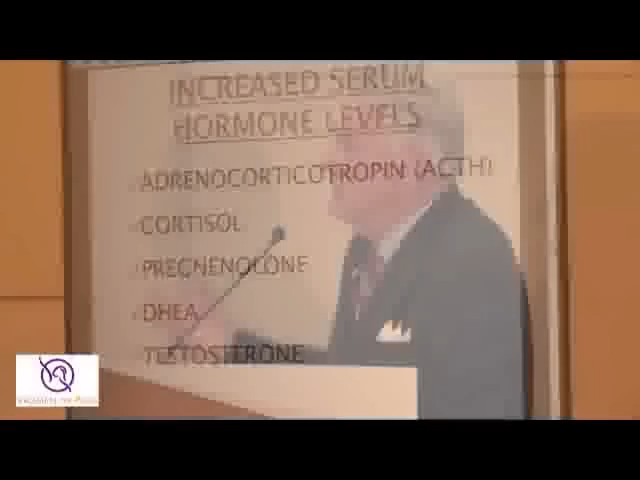 INCREASED SERUM
HORMONE LEVELS
ADRENOCORTICOTROPIN (ACTH)
CORTISOL
PREGNENOLONE
DHEA
TESTOSTERONE